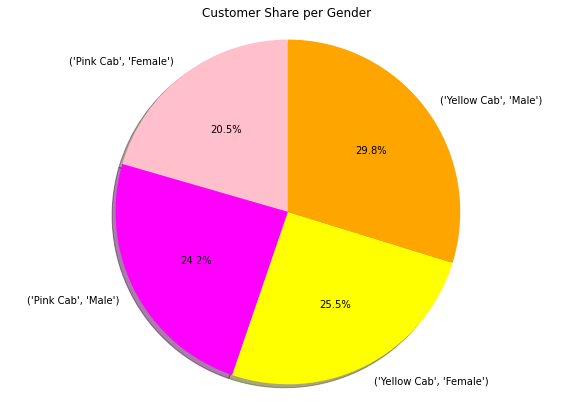 Customer Share per Gender
('Pink Cab', 'Female')
20.5%
('Yellow Cab', 'Male')
29.8%
24.2%
('Pink Cab', 'Male')
25.5%
('Yellow Cab', 'Female')